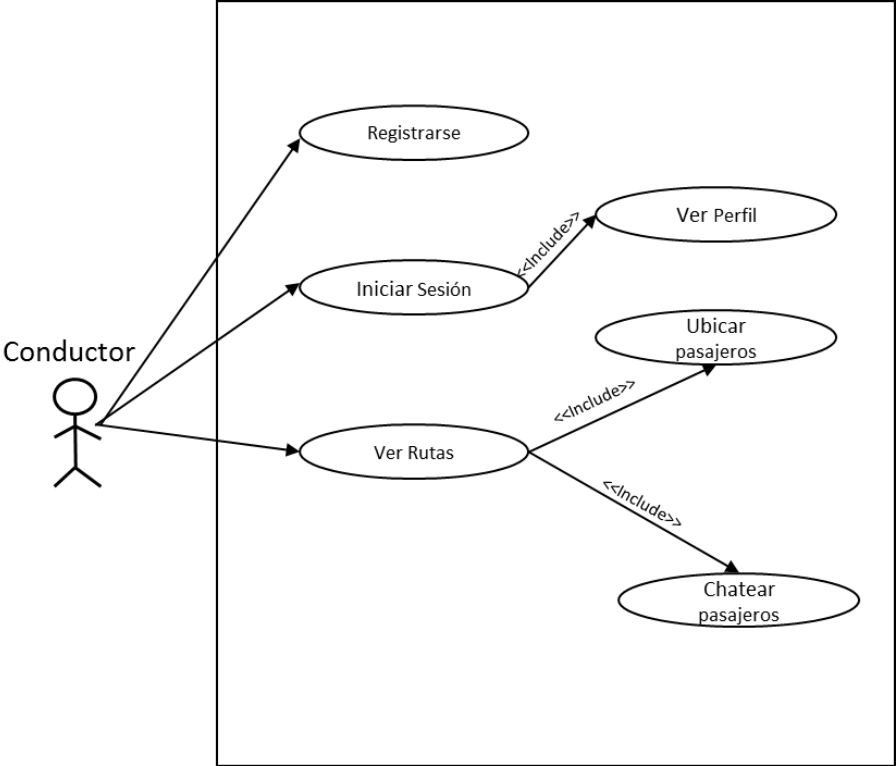 Registrarse
<<Include>>
Ver Perfil
Iniciar Sesión
Ubicar
pasajeros
Conductor
<<Include>>
Ver Rutas
<<Include>>
Chatear
pasajeros